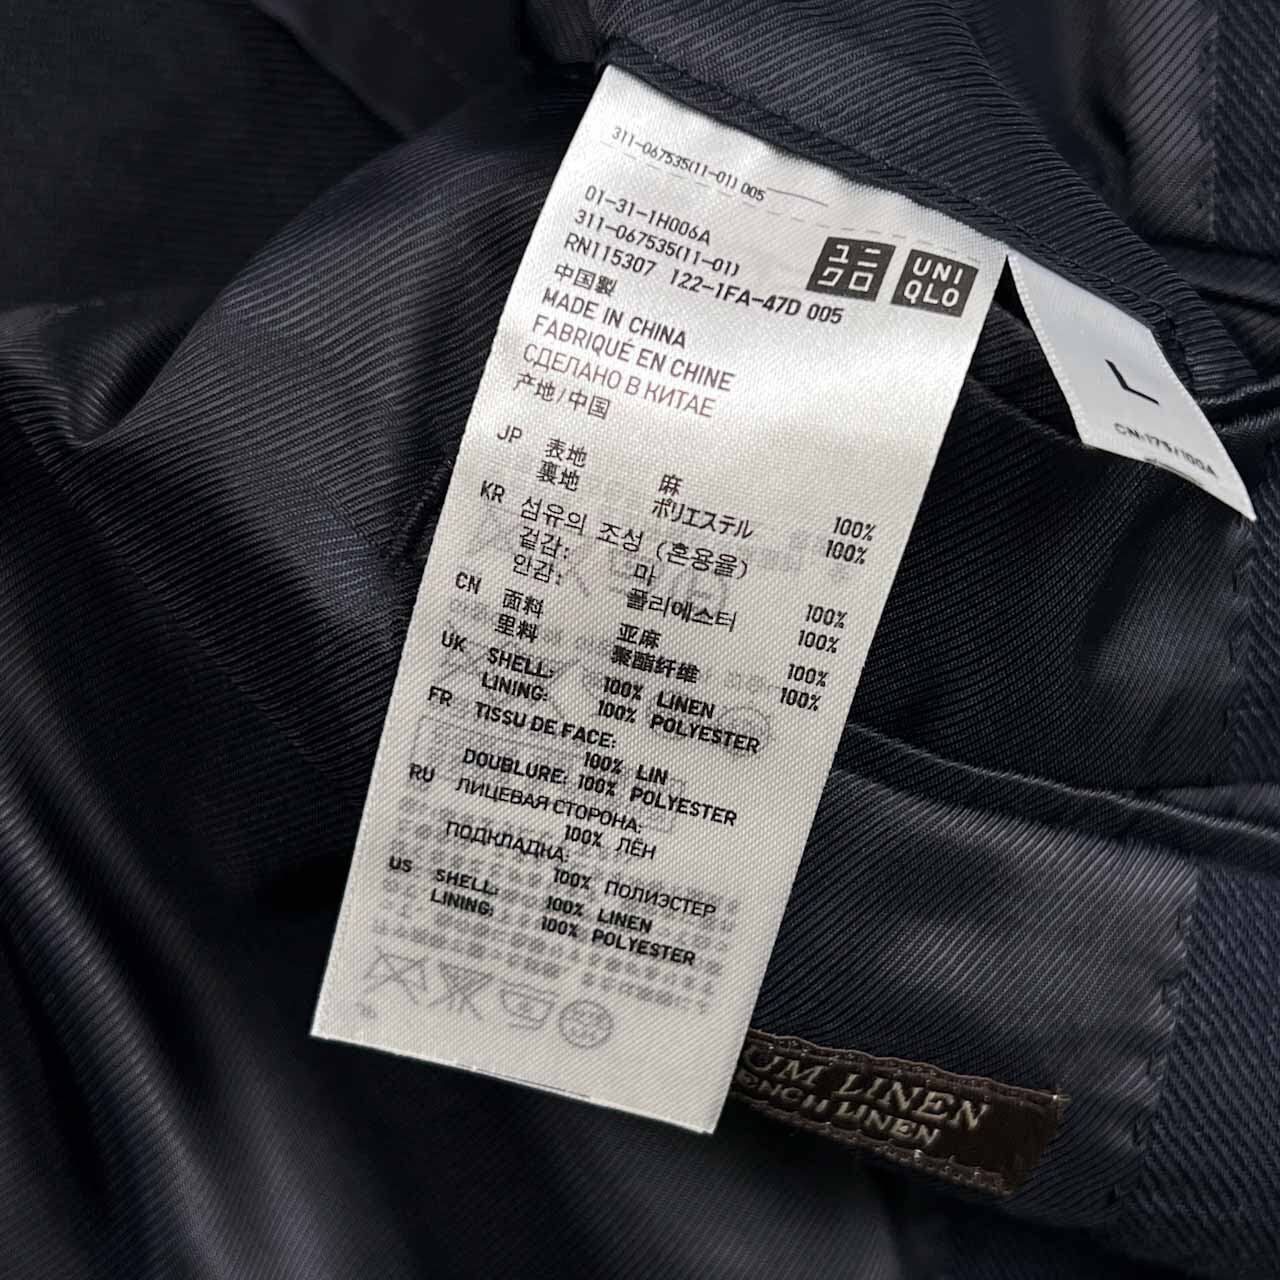 311-067535(11-01) 005
01-31-1H006A
311-067535(11-01)
RN115307 122-1FA-47D 005
ユニクロ
UNIQLO
中国製
MADE IN CHINA
FABRIQUÉ EN CHINE
СДЕЛАНО В КИТАЕ
产地/中国
JP 表地 麻 100%
裏地 ポリエステル 100%
KR 섬유의 조성 (혼용율)
겉감: 마 100%
안감: 폴리에스터 100%
CN 面料 亚麻 100%
里料 聚酯纤维 100%
UK SHELL: 100% LINEN
LINING: 100% POLYESTER
FR TISSU DE FACE:
100% LIN
DOUBLURE: 100% POLYESTER
RU ЛИЦЕВАЯ СТОРОНА:
100% ЛЁН
ПОДКЛАДКА:
100% ПОЛИЭСТЕР
US SHELL: 100% LINEN
LINING: 100% POLYESTER
L
CN:175/100A
UM LINEN
ENCH LINEN